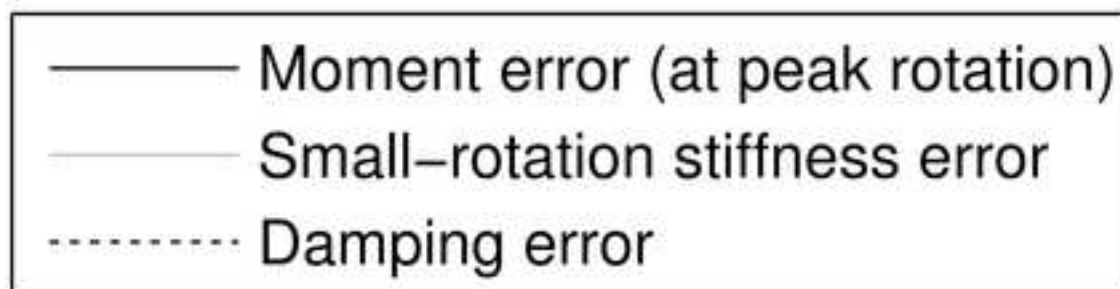 Moment error (at peak rotation)
Small−rotation stiffness error
Damping error